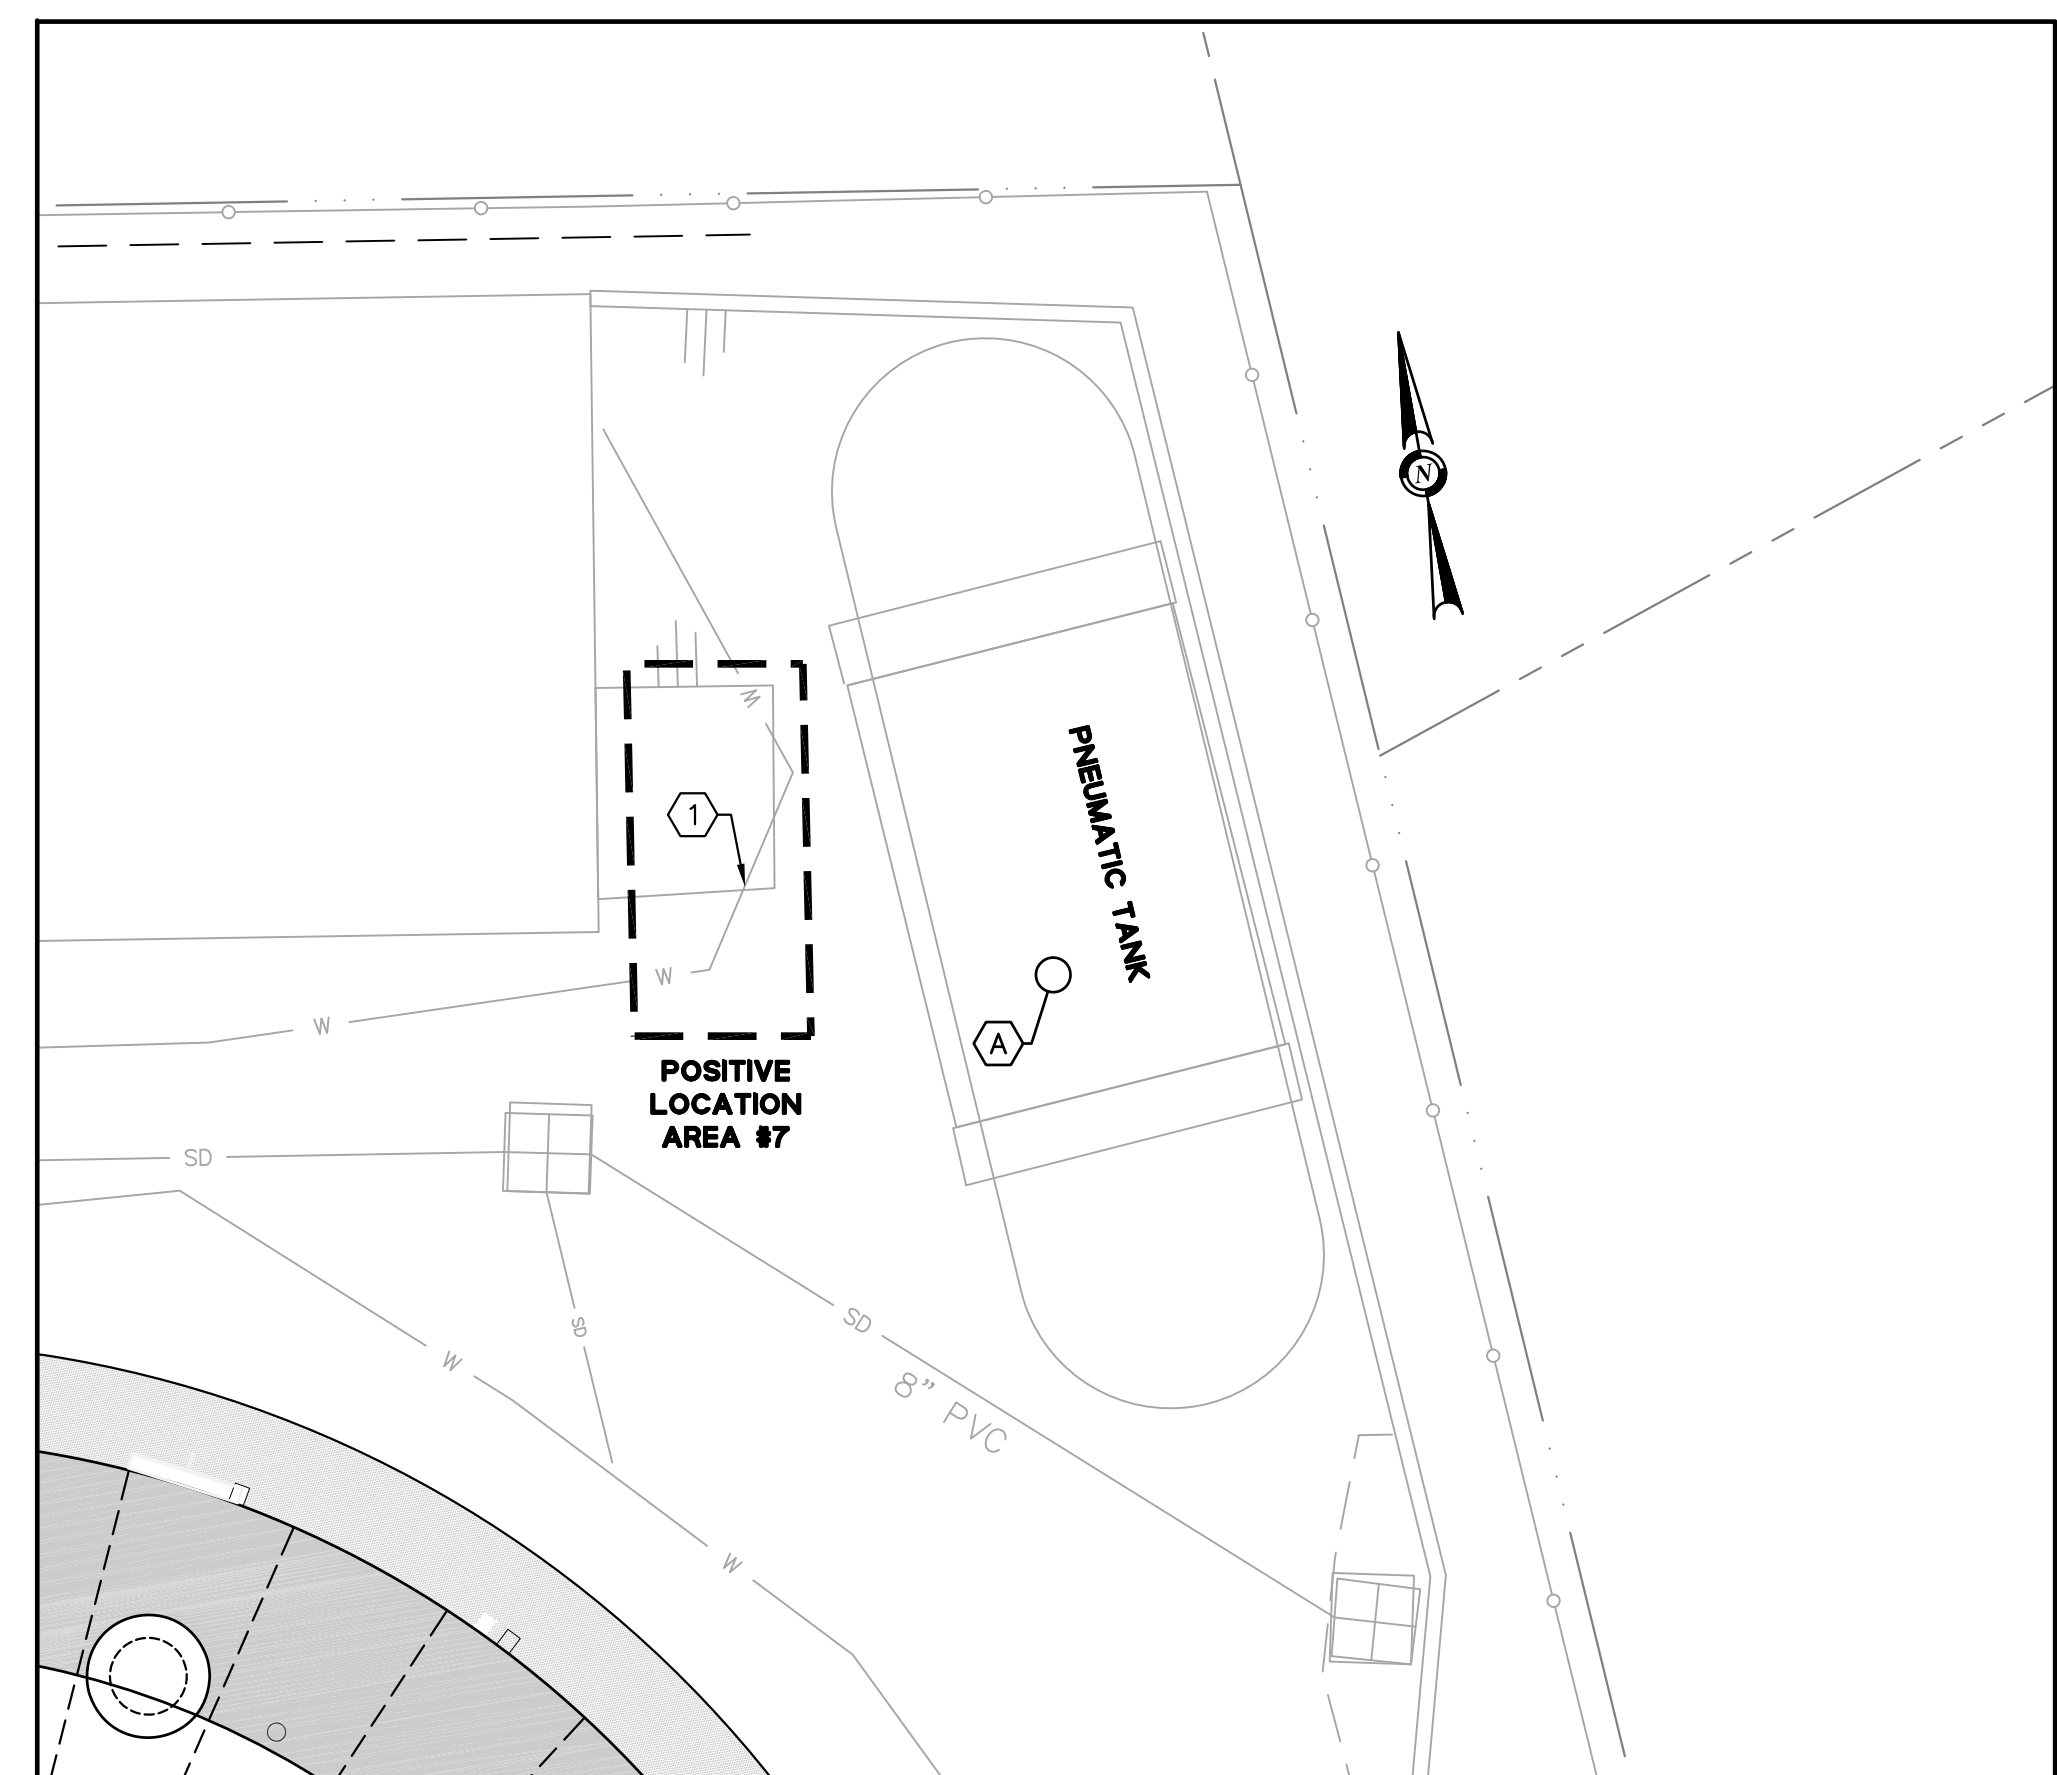 N
W
1
PNEUMATIC TANK
W
W
A
POSITIVE
LOCATION
AREA #7
SD
SD
SD
8" PVC
W
W